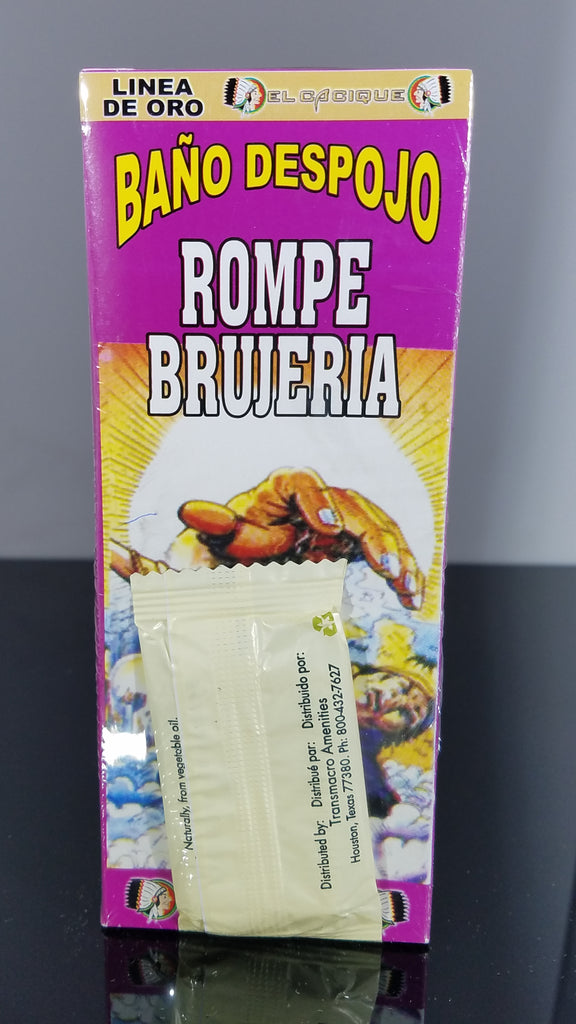 LINEA
DE ORO
EL CACIQUE
BAÑO DESPOJO
ROMPE
BRUJERIA
Naturally, from vegetable oil.
Distributed by: Distribué par: Distribuido por:
Transmacro Amenities
Houston, Texas 77380. Ph: 800-432-7627